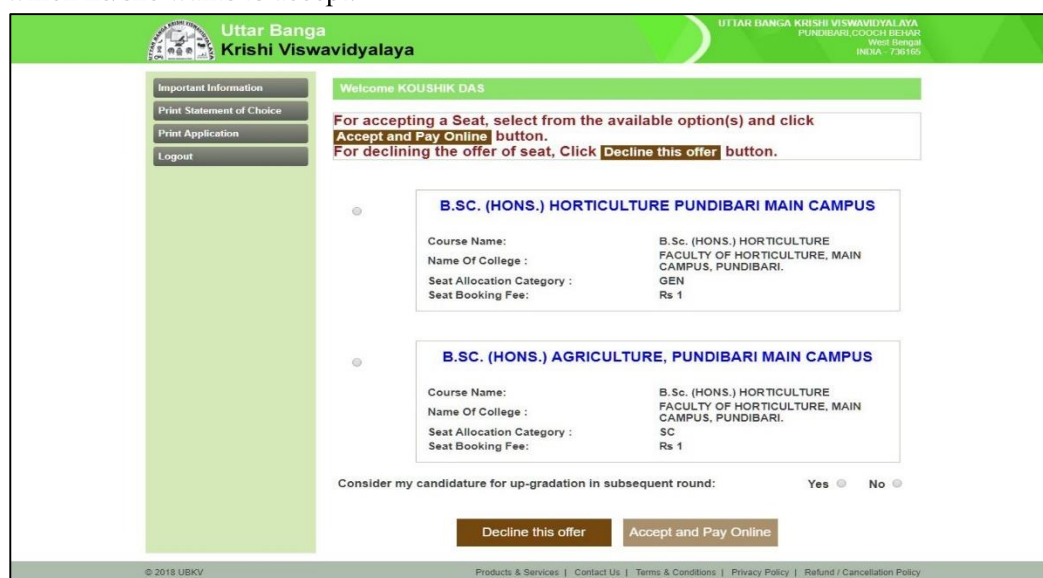 Uttar Banga
Krishi Viswavidyalaya
UTTAR BANGA KRISHI VISWAVIDYALAYA
PUNDIBARI,COOCH BEHAR
West Bengal
INDIA - 736165
Important Information
Print Statement of Choice
Print Application
Logout
Welcome KOUSHIK DAS
For accepting a Seat, select from the available option(s) and click
Accept and Pay Online button.
For declining the offer of seat, Click Decline this offer button.
B.SC. (HONS.) HORTICULTURE PUNDIBARI MAIN CAMPUS
Course Name: B.Sc. (HONS.) HORTICULTURE
Name Of College : FACULTY OF HORTICULTURE, MAIN
CAMPUS, PUNDIBARI.
Seat Allocation Category : GEN
Seat Booking Fee: Rs 1
B.SC. (HONS.) AGRICULTURE, PUNDIBARI MAIN CAMPUS
Course Name: B.Sc. (HONS.) HORTICULTURE
Name Of College : FACULTY OF HORTICULTURE, MAIN
CAMPUS, PUNDIBARI.
Seat Allocation Category : SC
Seat Booking Fee: Rs 1
Consider my candidature for up-gradation in subsequent round: Yes No
Decline this offer Accept and Pay Online
© 2018 UBKV Products & Services | Contact Us | Terms & Conditions | Privacy Policy | Refund / Cancellation Policy